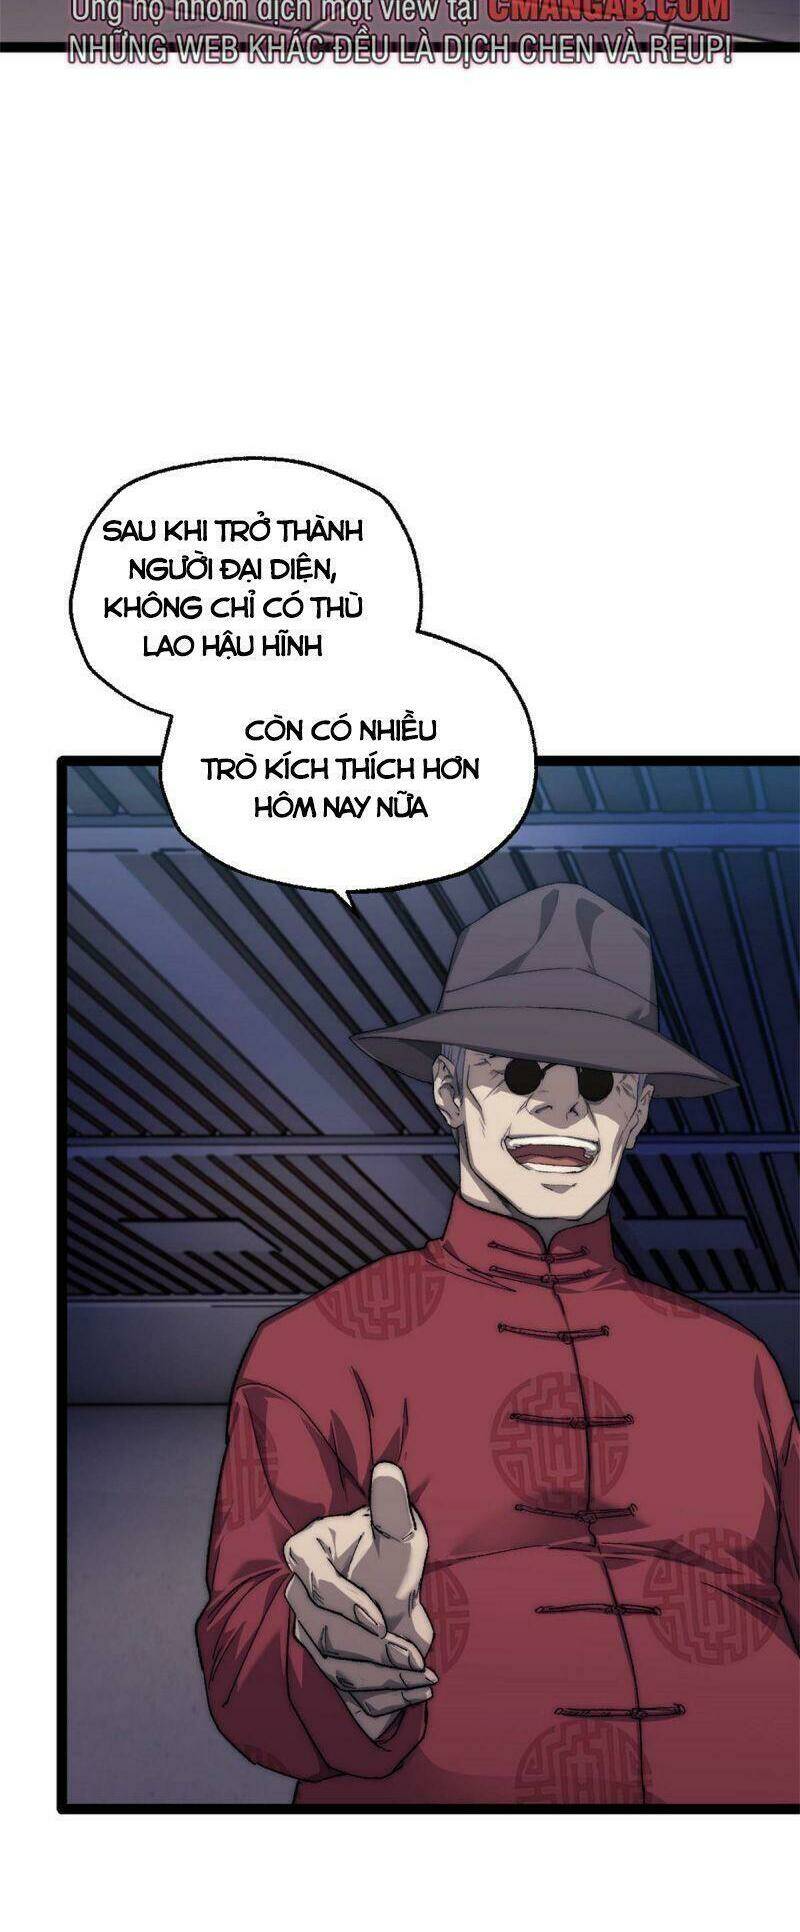 Ủng hộ nhóm dịch một view tại CMANGAB.COM
NHỮNG WEB KHÁC ĐỀU LÀ DỊCH CHEN VÀ REUP!
SAU KHI TRỞ THÀNH
NGƯỜI ĐẠI DIỆN,
KHÔNG CHỈ CÓ THÙ
LAO HẬU HĨNH
CÒN CÓ NHIỀU
TRÒ KÍCH THÍCH HƠN
HÔM NAY NỮA